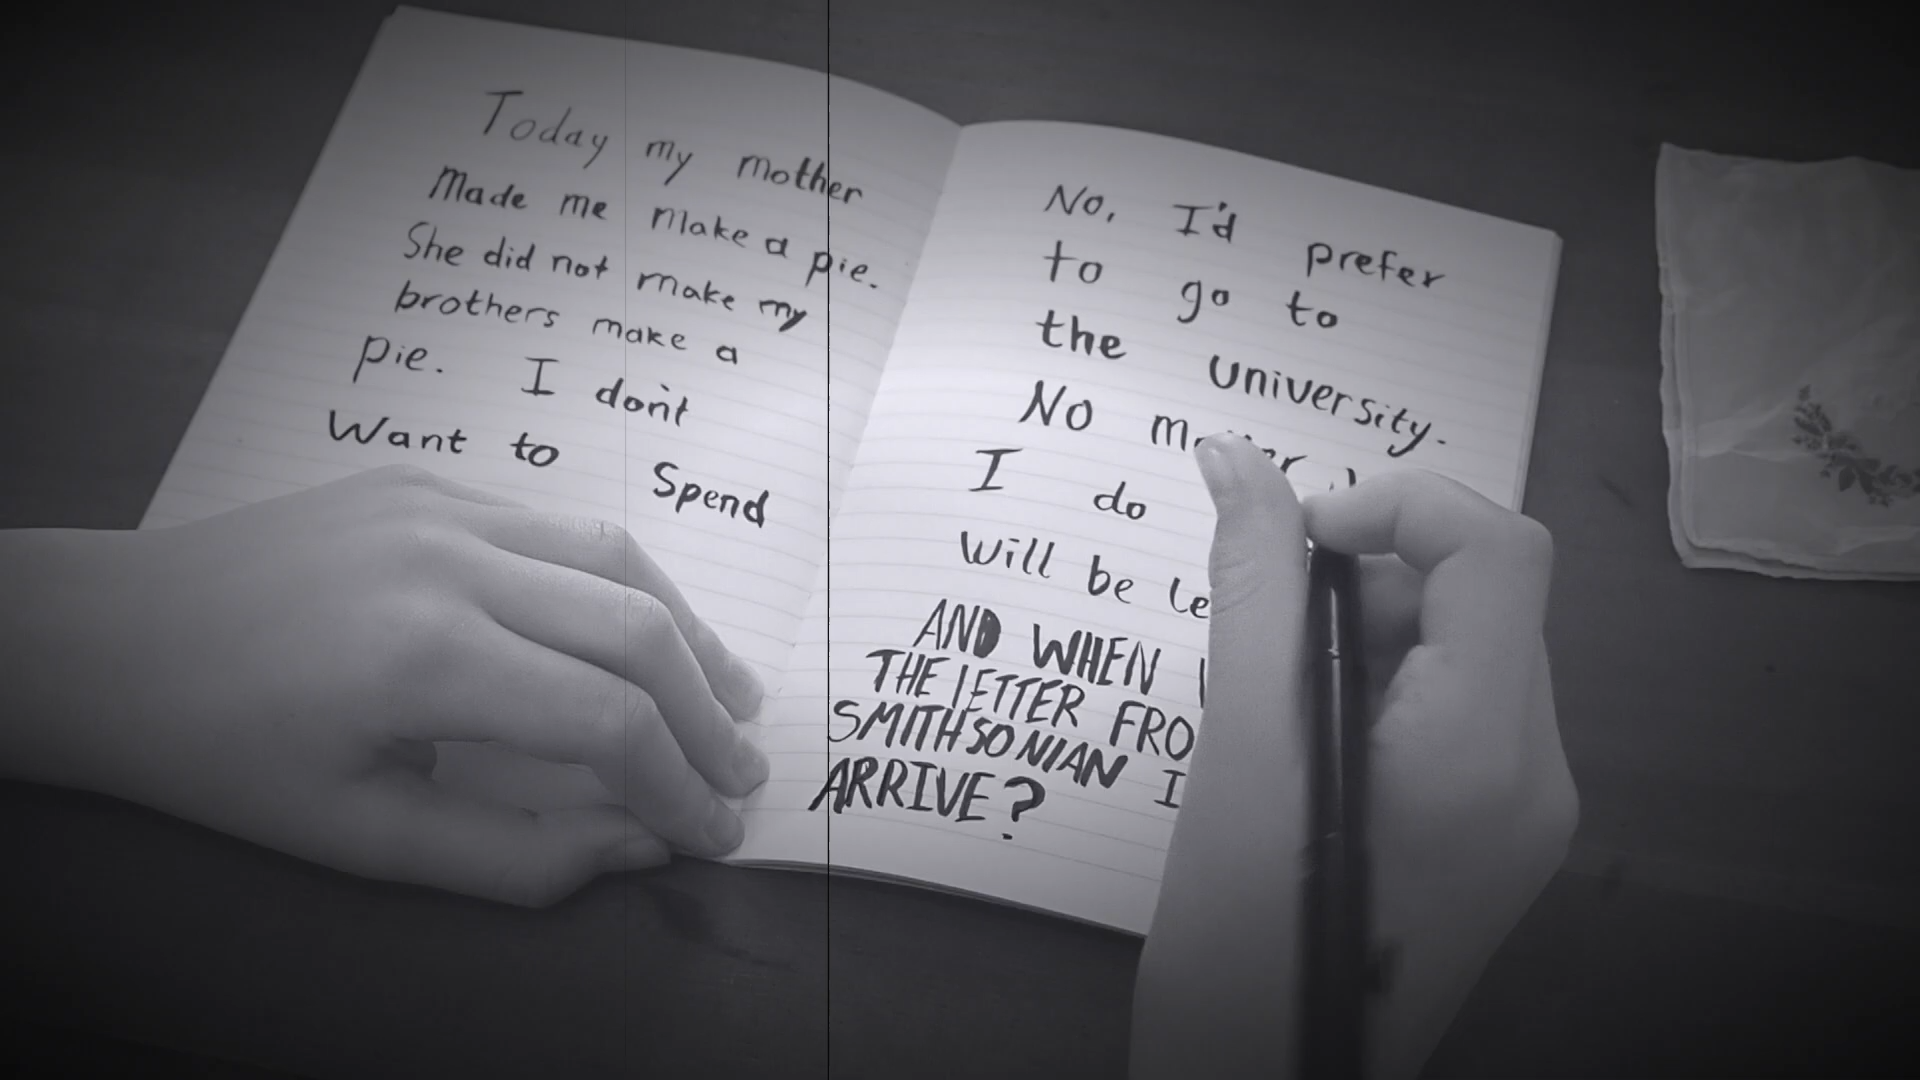 Today my mother
Made me Make a pie.
She did not make my
brothers make a
pie. I don't
Want to Spend
No, I'd prefer
to go to
the university.
No
I do
will be
AND WHEN
THE LETTER
SMITHSONIAN
ARRIVE?